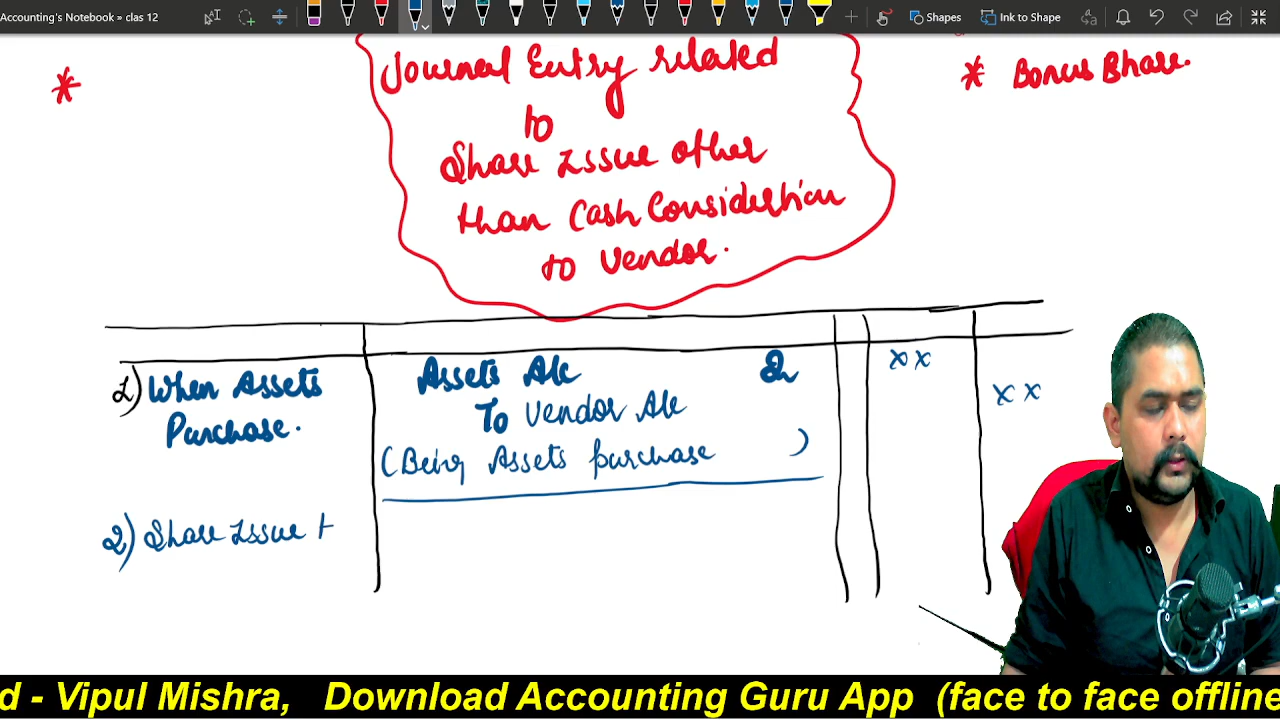 Accounting's Notebook » clas 12
Shapes
Ink to Shape
Journal Entry related
to
Share Issue other
than Cash Considertion
to Vendor.
*
* Bonus Bhare.
1) When Assets
Purchase.
Assets A/c Dr
To Vendor A/c
(Being Assets purchase )
xx
xx
2) Share Issue t
d - Vipul Mishra, Download Accounting Guru App (face to face offline